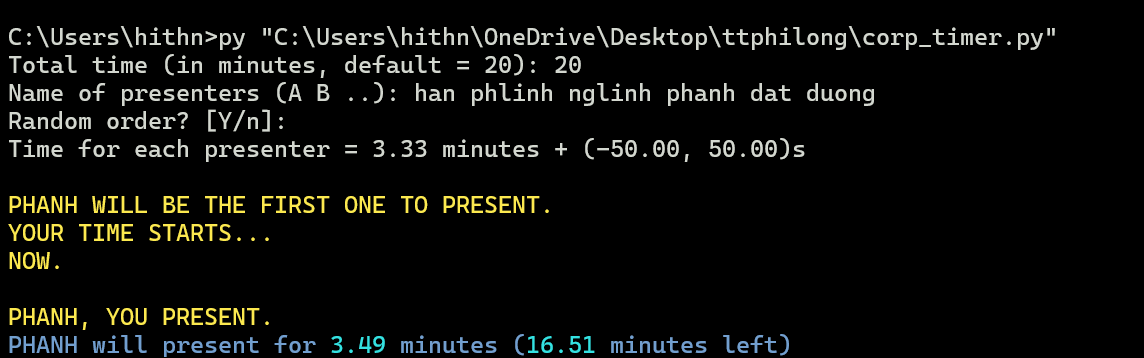 C:\Users\hithn>py "C:\Users\hithn\OneDrive\Desktop\ttphilong\corp_timer.py"
Total time (in minutes, default = 20): 20
Name of presenters (A B ..): han phlinh nglinh phanh dat duong
Random order? [Y/n]:
Time for each presenter = 3.33 minutes + (-50.00, 50.00)s
PHANH WILL BE THE FIRST ONE TO PRESENT.
YOUR TIME STARTS...
NOW.
PHANH, YOU PRESENT.
PHANH will present for 3.49 minutes (16.51 minutes left)